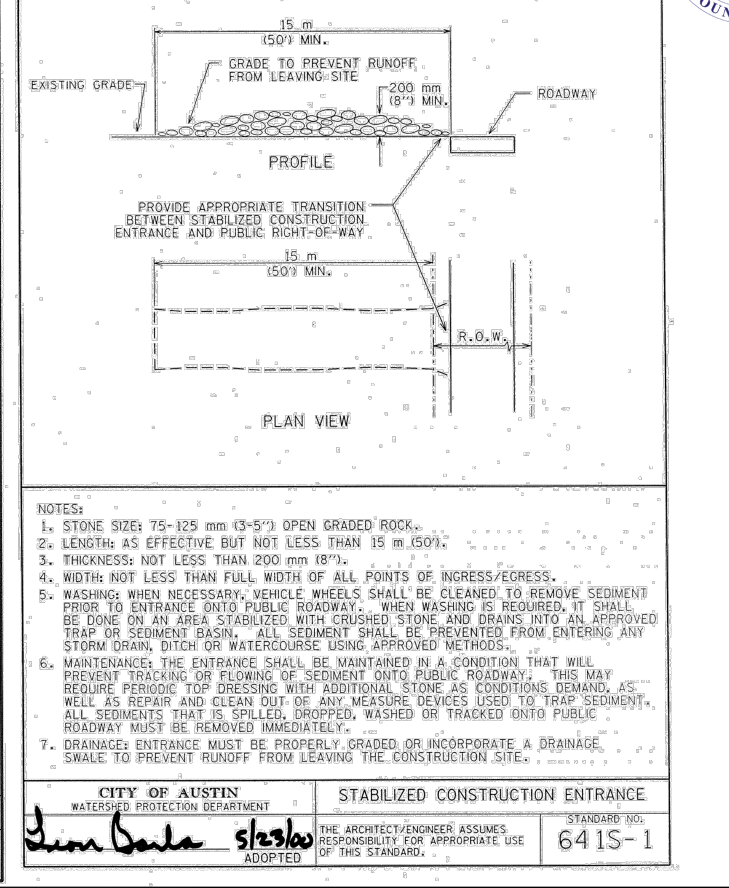 OUN
15 m
(50') MIN.
GRADE TO PREVENT RUNOFF
FROM LEAVING SITE
EXISTING GRADE
200 mm
(8") MIN.
ROADWAY
PROFILE
PROVIDE APPROPRIATE TRANSITION
BETWEEN STABILIZED CONSTRUCTION
ENTRANCE AND PUBLIC RIGHT-OF-WAY
15 m
(50') MIN.
R.O.W.
PLAN VIEW
NOTES:
1. STONE SIZE: 75-125 mm (3-5") OPEN GRADED ROCK.
2. LENGTH: AS EFFECTIVE BUT NOT LESS THAN 15 m (50').
3. THICKNESS: NOT LESS THAN 200 mm (8").
4. WIDTH: NOT LESS THAN FULL WIDTH OF ALL POINTS OF INGRESS/EGRESS.
5. WASHING: WHEN NECESSARY, VEHICLE WHEELS SHALL BE CLEANED TO REMOVE SEDIMENT
PRIOR TO ENTRANCE ONTO PUBLIC ROADWAY. WHEN WASHING IS REQUIRED, IT SHALL
BE DONE ON AN AREA STABILIZED WITH CRUSHED STONE AND DRAINS INTO AN APPROVED
TRAP OR SEDIMENT BASIN. ALL SEDIMENT SHALL BE PREVENTED FROM ENTERING ANY
STORM DRAIN, DITCH OR WATERCOURSE USING APPROVED METHODS.
6. MAINTENANCE: THE ENTRANCE SHALL BE MAINTAINED IN A CONDITION THAT WILL
PREVENT TRACKING OR FLOWING OF SEDIMENT ONTO PUBLIC ROADWAY. THIS MAY
REQUIRE PERIODIC TOP DRESSING WITH ADDITIONAL STONE AS CONDITIONS DEMAND, AS
WELL AS REPAIR AND CLEAN OUT OF ANY MEASURE DEVICES USED TO TRAP SEDIMENT.
ALL SEDIMENTS THAT IS SPILLED, DROPPED, WASHED OR TRACKED ONTO PUBLIC
ROADWAY MUST BE REMOVED IMMEDIATELY.
7. DRAINAGE: ENTRANCE MUST BE PROPERLY GRADED OR INCORPORATE A DRAINAGE
SWALE TO PREVENT RUNOFF FROM LEAVING THE CONSTRUCTION SITE.
CITY OF AUSTIN
WATERSHED PROTECTION DEPARTMENT
STABILIZED CONSTRUCTION ENTRANCE
5/23/00
ADOPTED
THE ARCHITECT/ENGINEER ASSUMES
RESPONSIBILITY FOR APPROPRIATE USE
OF THIS STANDARD.
STANDARD NO.
641S-1